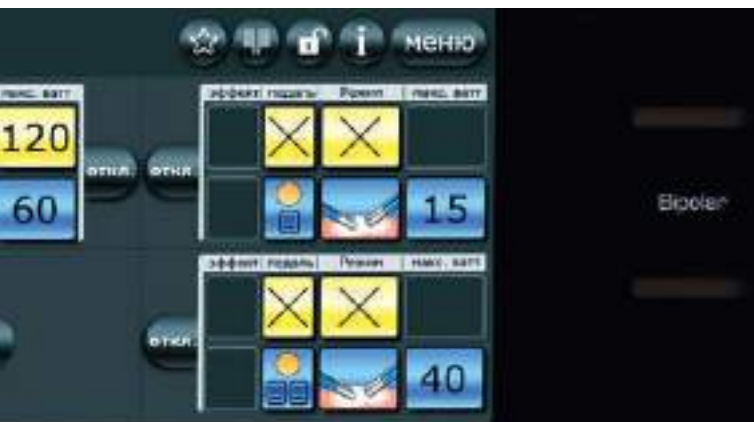 i меню
макс. ватт эффект педаль Режим макс. ватт
120
откл. откл.
60 15
Bipolar
эффект педаль Режим макс. ватт
откл.
40